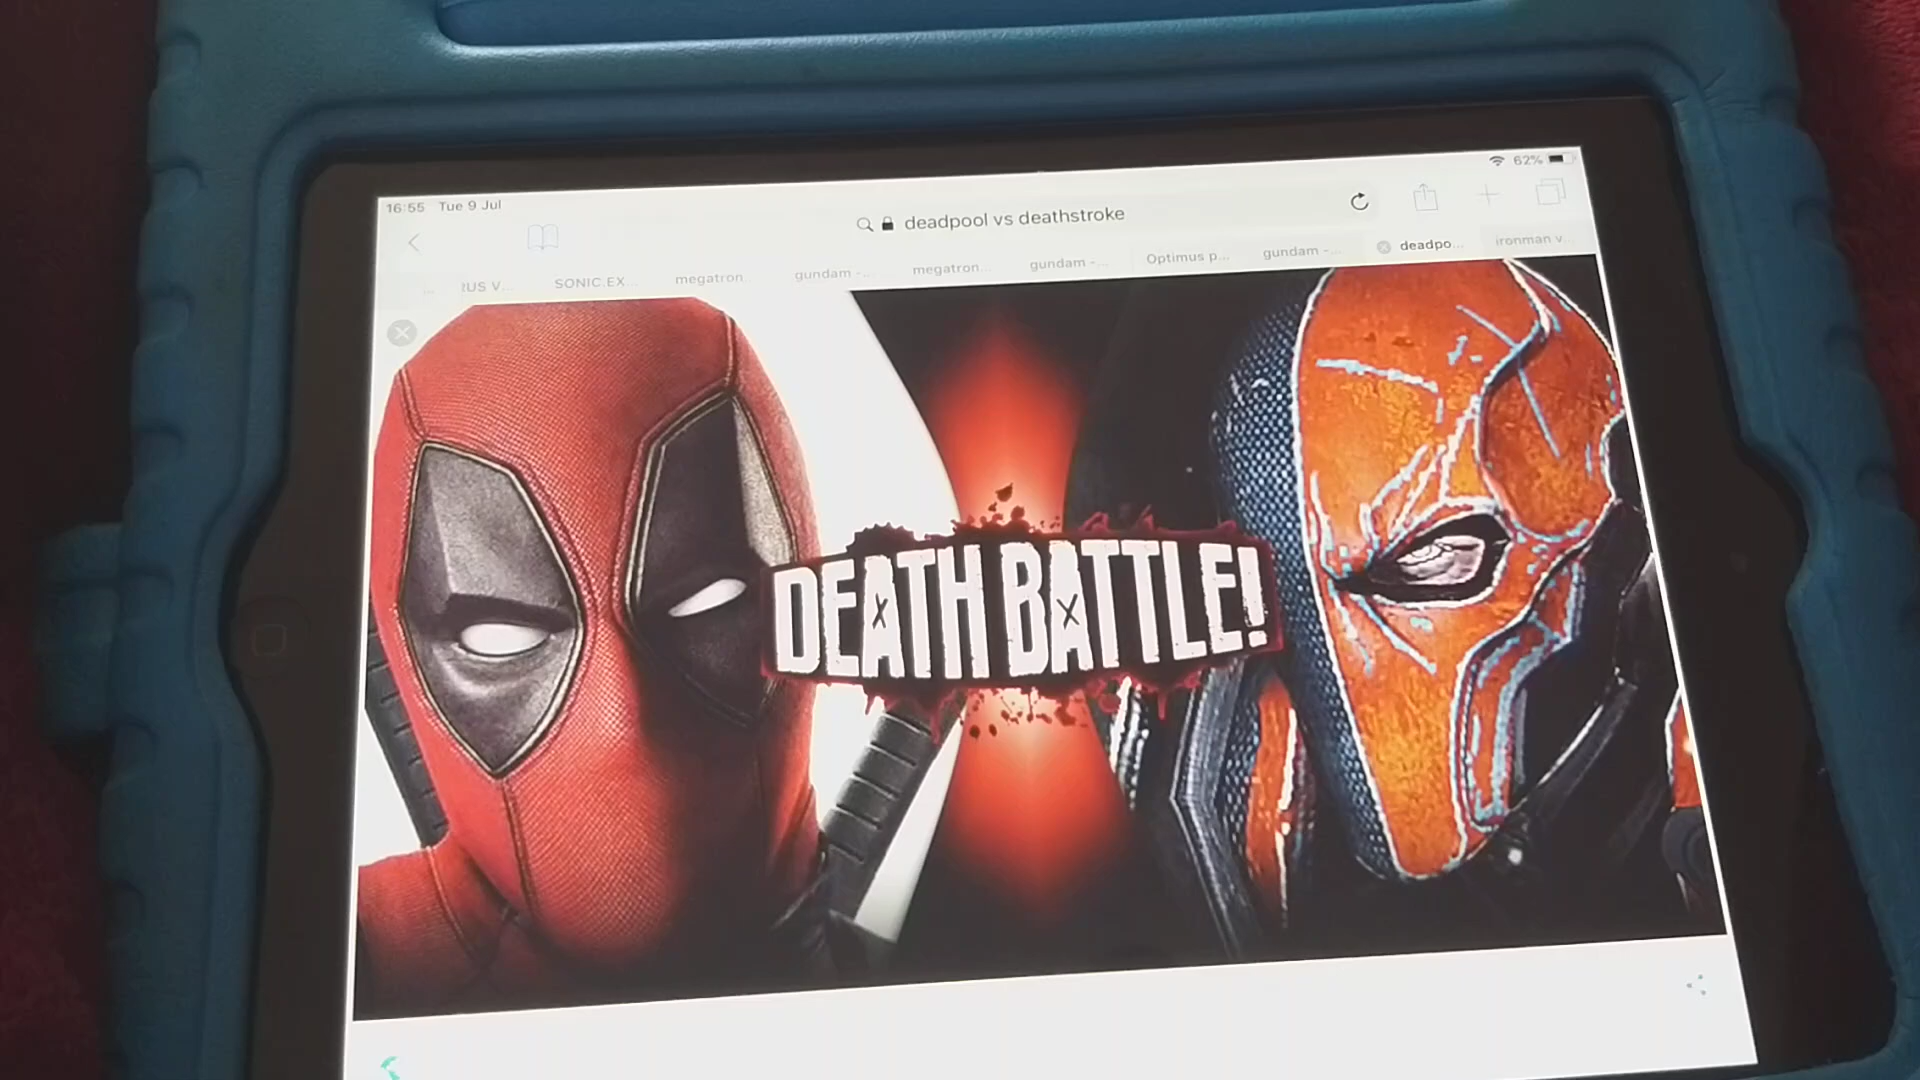 16:55 Tue 9 Jul
62%
deadpool vs deathstroke
... RUS V... SONIC.EX... megatron... gundam -... megatron... gundam -... Optimus p... gundam -... deadpo... ironman v...
DEATH BATTLE!